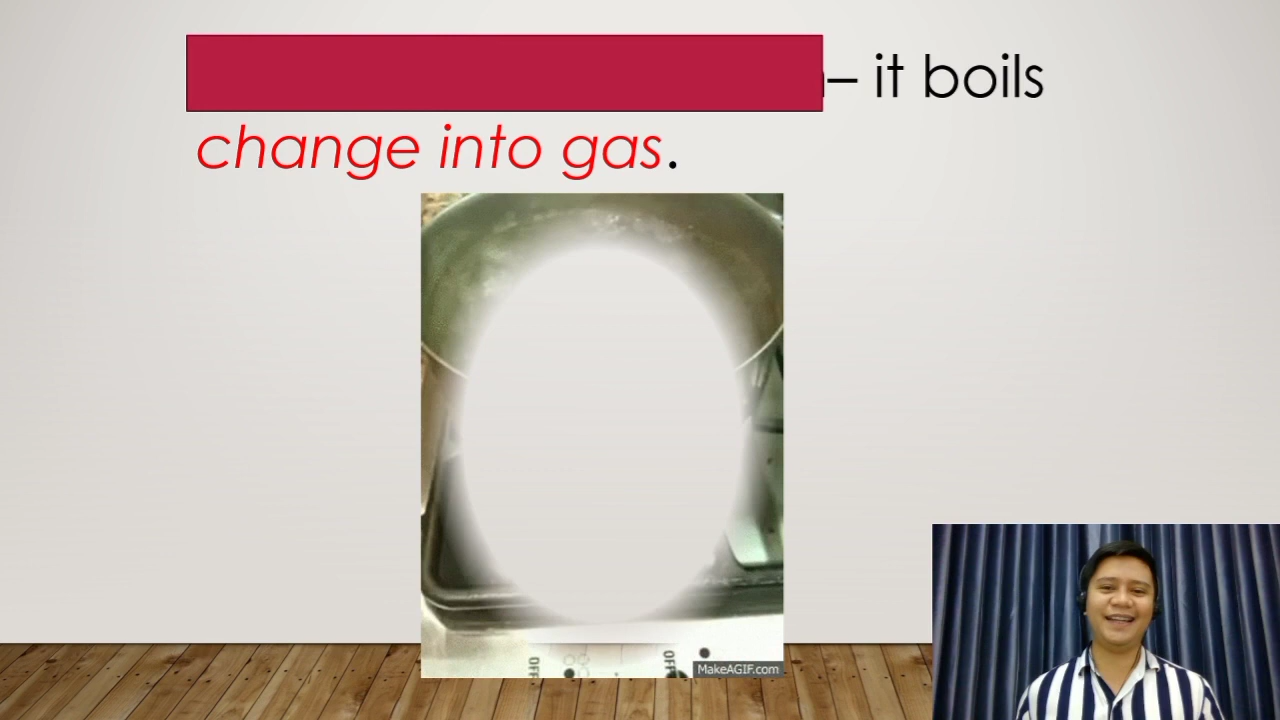 – it boils
change into gas.
OFF
OFF
MakeAGIF.com